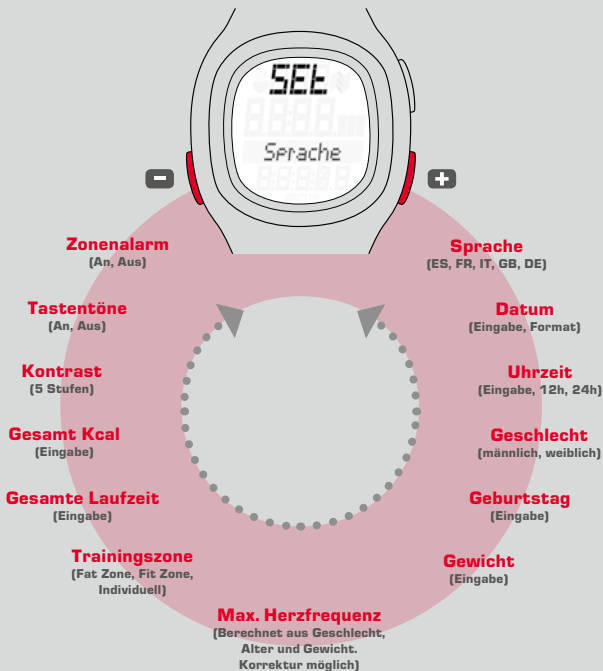 SEt
Sprache
-
+
Sprache
(ES, FR, IT, GB, DE)
Datum
(Eingabe, Format)
Uhrzeit
(Eingabe, 12h, 24h)
Geschlecht
(männlich, weiblich)
Geburtstag
(Eingabe)
Gewicht
(Eingabe)
Max. Herzfrequenz
(Berechnet aus Geschlecht,
Alter und Gewicht.
Korrektur möglich)
Trainingszone
(Fat Zone, Fit Zone,
Individuell)
Gesamte Laufzeit
(Eingabe)
Gesamt Kcal
(Eingabe)
Kontrast
(5 Stufen)
Tastentöne
(An, Aus)
Zonenalarm
(An, Aus)